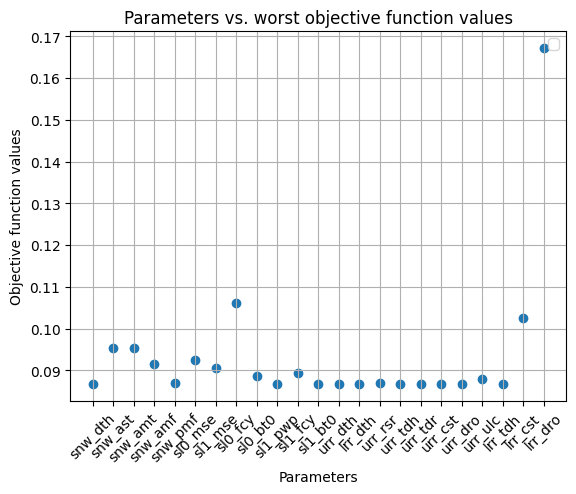 Parameters vs. worst objective function values
Objective function values
0.17
0.16
0.15
0.14
0.13
0.12
0.11
0.10
0.09
snw_dth
snw_ast
snw_amt
snw_amf
snw_pmf
sl0_mse
sl1_mse
sl0_fcy
sl0_bt0
sl1_pwp
sl1_fcy
sl1_bt0
urr_dth
lrr_dth
urr_rsr
urr_tdh
urr_tdr
urr_cst
urr_dro
urr_ulc
lrr_tdh
lrr_cst
lrr_dro
Parameters